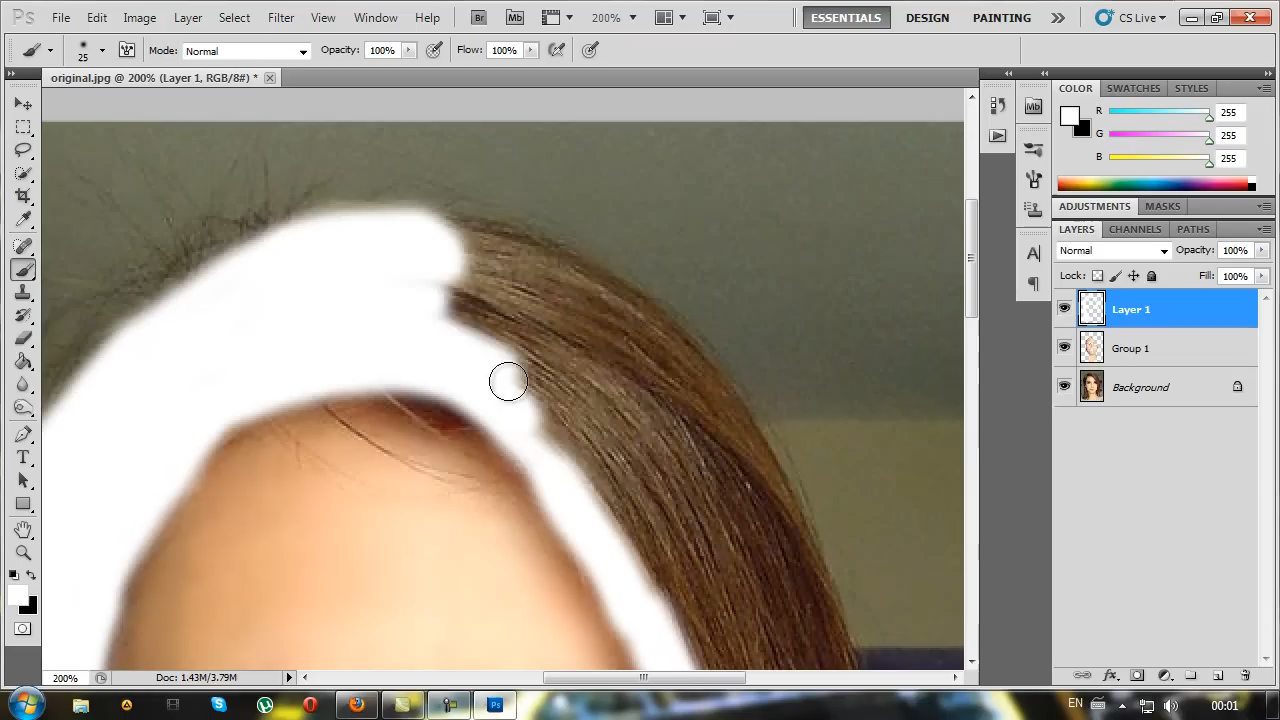 Ps File Edit Image Layer Select Filter View Window Help Br Mb 200% ESSENTIALS DESIGN PAINTING CS Live
25 Mode: Normal Opacity: 100% Flow: 100%
original.jpg @ 200% (Layer 1, RGB/8#) *
COLOR SWATCHES STYLES
Mb
R 255
G 255
B 255
ADJUSTMENTS MASKS
LAYERS CHANNELS PATHS
Normal Opacity: 100%
Lock: Fill: 100%
Layer 1
Group 1
Background
A
T
200% Doc: 1.43M/3.79M
fx
Ps EN 00:01